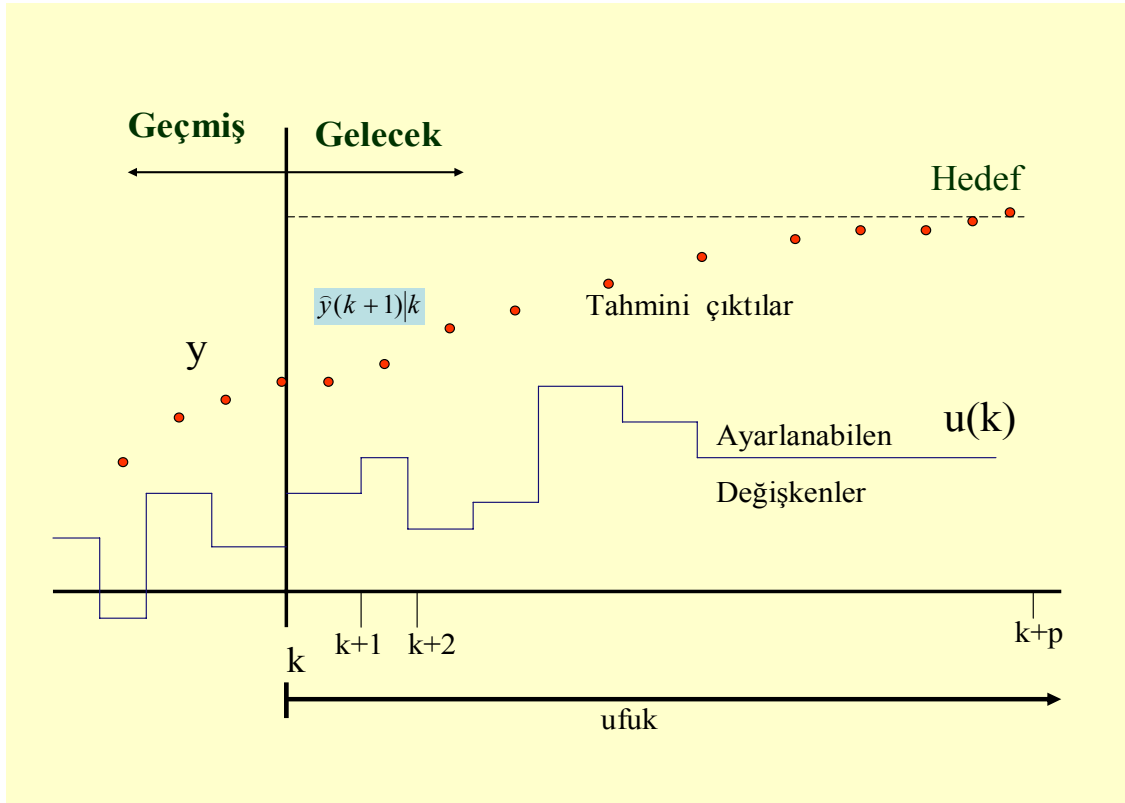 Geçmiş
Gelecek
Hedef
ŷ(k + 1)|k
Tahmini çıktılar
y
u(k)
Ayarlanabilen
Değişkenler
k
k+1
k+2
k+p
ufuk